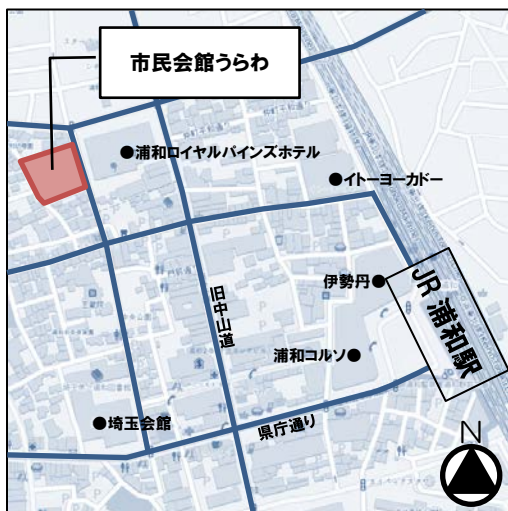 市民会館うらわ
●浦和ロイヤルパインズホテル
●イトーヨーカドー
伊勢丹●
JR 浦和駅
旧中山道
浦和コルソ●
●埼玉会館
県庁通り
N